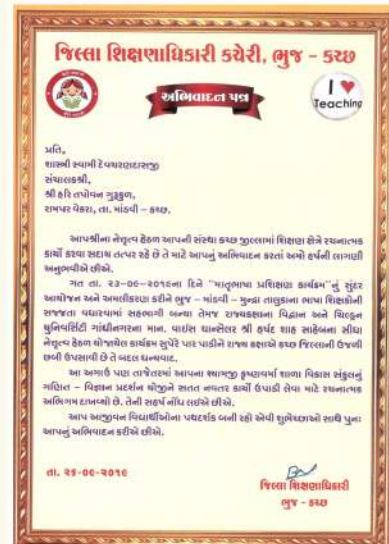 જિલ્લા શિક્ષણાધિકારી કચેરી, ભુજ - કચ્છ
અભિવાદન પત્ર
I ♥
Teaching
પ્રતિ,
શાસ્ત્રી સ્વામી દેવચરણદાસજી
સંચાલકશ્રી,
શ્રી હરિ તપોવન ગુરુકુળ,
રામપર વેકરા, તા. માંડવી – કચ્છ.
આપશ્રીના નેતૃત્વ હેઠળ આપની સંસ્થા કચ્છ જીલ્લામાં શિક્ષણ ક્ષેત્રે રચનાત્મક
કાર્યો કરવા સદાય તત્પર રહે છે તે માટે આપનું અભિવાદન કરતાં અમો હર્ષની લાગણી
અનુભવીએ છીએ.
ગત તા. ૨૩-૦૯-૨૦૧૯ના દિને "માતૃભાષા પ્રશિક્ષણ કાર્યક્રમ"નું સુંદર
આયોજન અને અમલીકરણ કરીને ભુજ - માંડવી - મુન્દ્રા તાલુકાના ભાષા શિક્ષકોની
સજ્જતા વધારવામાં સહભાગી બન્યા તેમજ રાજ્યકક્ષાના વિદ્વાન અને ચિલ્ડ્રન
યુનિવર્સિટી ગાંધીનગરના માન. વાઇસ ચાન્સેલર શ્રી હર્ષદ શાહ સાહેબના સીધા
નેતૃત્વ હેઠળ યોજાયેલ કાર્યક્રમ સુપેરે પાર પાડીને રાજ્ય કક્ષાએ કચ્છ જિલ્લાની ઉજળી
છબી ઉપસાવી છે તે બદલ ધન્યવાદ.
આ અગાઉ પણ તાજેતરમાં આપના શ્યામજી કૃષ્ણવર્મા શાળા વિકાસ સંકુલનું
ગણિત – વિજ્ઞાન પ્રદર્શન યોજીને સતત નવતર કાર્યો ઉપાડી લેવા માટે રચનાત્મક
અભિગમ દાખવ્યો છે. તેની સહર્ષ નોંધ લઈએ છીએ.
આપ આજીવન વિદ્યાર્થીઓના પથદર્શક બની રહો એવી શુભેચ્છાઓ સાથે પુનઃ
આપનું અભિવાદન કરીએ છીએ.
તા. ૨૬-૦૯-૨૦૧૯
જિલ્લા શિક્ષણાધિકારી
ભુજ - કચ્છ